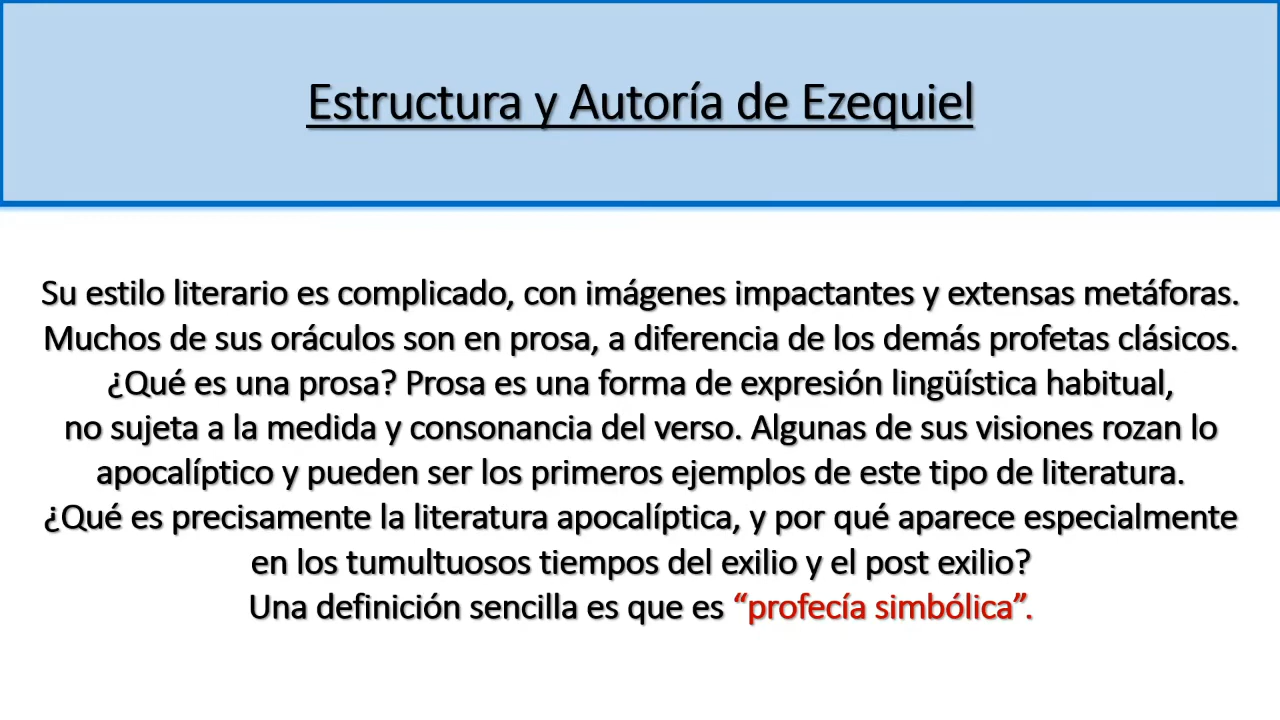 Estructura y Autoría de Ezequiel
Su estilo literario es complicado, con imágenes impactantes y extensas metáforas.
Muchos de sus oráculos son en prosa, a diferencia de los demás profetas clásicos.
¿Qué es una prosa? Prosa es una forma de expresión lingüística habitual,
no sujeta a la medida y consonancia del verso. Algunas de sus visiones rozan lo
apocalíptico y pueden ser los primeros ejemplos de este tipo de literatura.
¿Qué es precisamente la literatura apocalíptica, y por qué aparece especialmente
en los tumultuosos tiempos del exilio y el post exilio?
Una definición sencilla es que es “profecía simbólica”.